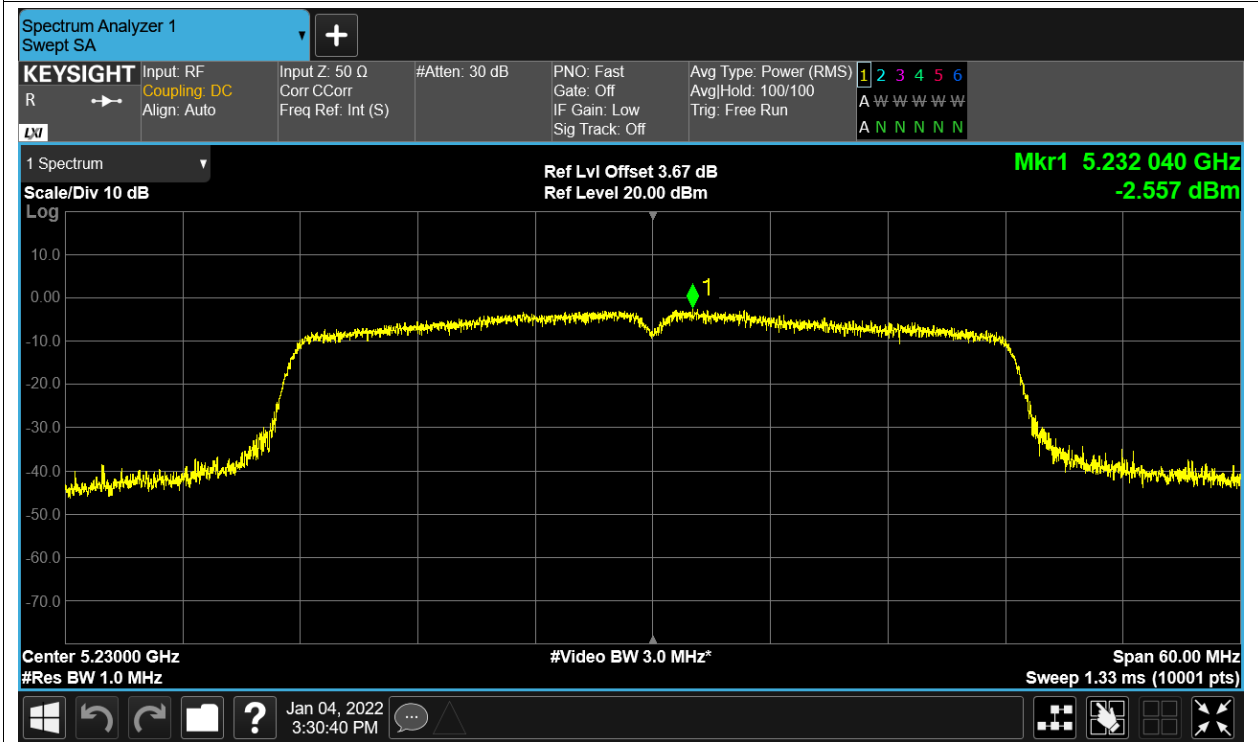 Spectrum Analyzer 1
Swept SA
+
KEYSIGHT
R
LXI
Input: RF
Coupling: DC
Align: Auto
Input Z: 50 Ω
Corr CCorr
Freq Ref: Int (S)
#Atten: 30 dB
PNO: Fast
Gate: Off
IF Gain: Low
Sig Track: Off
Avg Type: Power (RMS)
Avg|Hold: 100/100
Trig: Free Run
1 2 3 4 5 6
A W W W W W
A N N N N N
1 Spectrum
Scale/Div 10 dB
Ref Lvl Offset 3.67 dB
Ref Level 20.00 dBm
Mkr1 5.232 040 GHz
-2.557 dBm
Log
10.0
0.00
-10.0
-20.0
-30.0
-40.0
-50.0
-60.0
-70.0
1
Center 5.23000 GHz
#Res BW 1.0 MHz
#Video BW 3.0 MHz*
Span 60.00 MHz
Sweep 1.33 ms (10001 pts)
?
Jan 04, 2022
3:30:40 PM